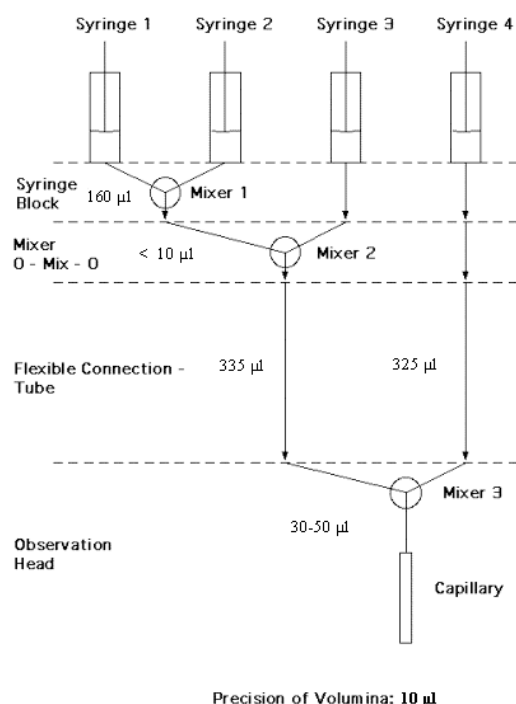 Syringe 1 Syringe 2 Syringe 3 Syringe 4
Syringe
Block
160 µl
Mixer 1
Mixer
0 - Mix - 0
< 10 µl
Mixer 2
Flexible Connection -
Tube
335 µl
325 µl
Mixer 3
30-50 µl
Observation
Head
Capillary
Precision of Volumina: 10 µl